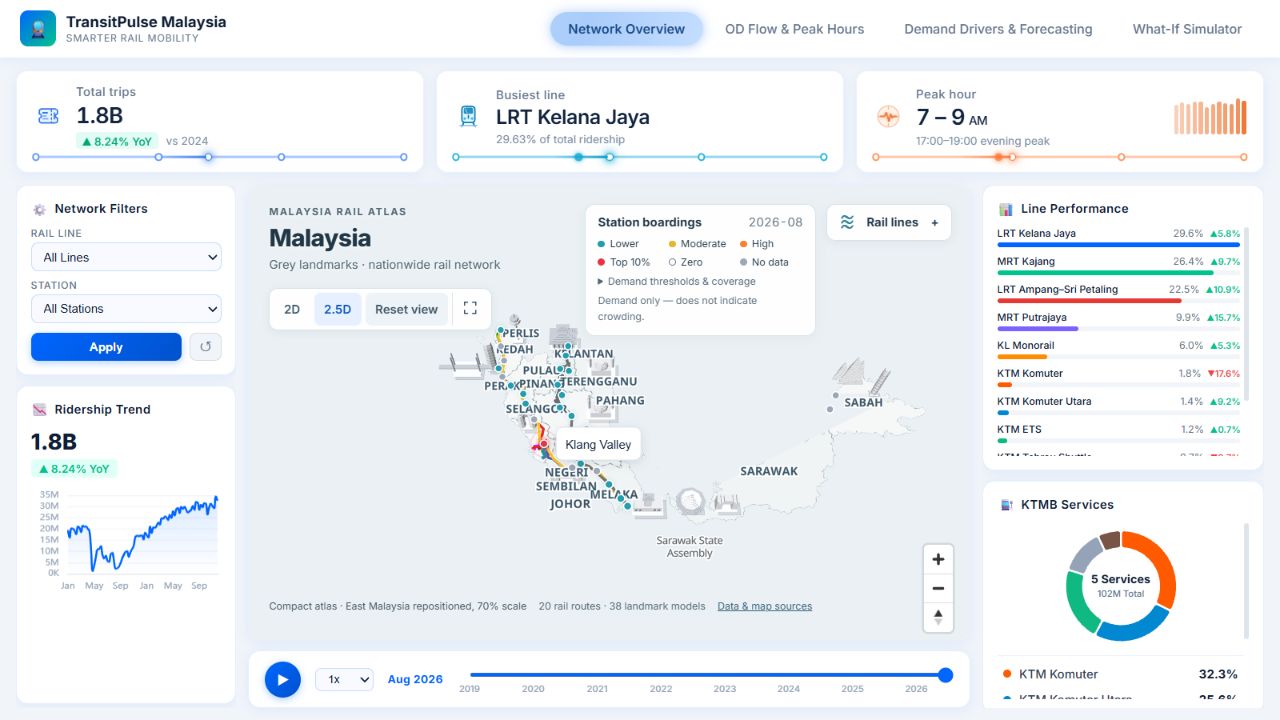 TransitPulse Malaysia
SMARTER RAIL MOBILITY
Network Overview
OD Flow & Peak Hours
Demand Drivers & Forecasting
What-If Simulator
Total trips
1.8B
▲ 8.24% YoY vs 2024
Busiest line
LRT Kelana Jaya
29.63% of total ridership
Peak hour
7 – 9 AM
17:00–19:00 evening peak
Network Filters
RAIL LINE
All Lines
STATION
All Stations
Apply ↺
Ridership Trend
1.8B
▲ 8.24% YoY
35M
30M
25M
20M
15M
10M
5M
0K
Jan May Sep Jan May Sep
MALAYSIA RAIL ATLAS
Malaysia
Grey landmarks · nationwide rail network
2D 2.5D Reset view
Station boardings 2026-08
Lower Moderate High
Top 10% Zero No data
▶ Demand thresholds & coverage
Demand only — does not indicate
crowding.
Rail lines +
PERLIS
KEDAH
KELANTAN
PULAU
PINANG
PERAK
TERENGGANU
SELANGOR
PAHANG
SABAH
Klang Valley
NEGERI
SEMBILAN
MELAKA
JOHOR
SARAWAK
Sarawak State
Assembly
Compact atlas · East Malaysia repositioned, 70% scale 20 rail routes · 38 landmark models Data & map sources
1x
Aug 2026
2019 2020 2021 2022 2023 2024 2025 2026
Line Performance
LRT Kelana Jaya 29.6% ▲5.8%
MRT Kajang 26.4% ▲9.7%
LRT Ampang–Sri Petaling 22.5% ▲10.9%
MRT Putrajaya 9.9% ▲15.7%
KL Monorail 6.0% ▲5.3%
KTM Komuter 1.8% ▼17.6%
KTM Komuter Utara 1.4% ▲9.2%
KTM ETS 1.2% ▲0.7%
KTMB Services
5 Services
102M Total
KTM Komuter 32.3%
KTM Komuter Utara 25.6%